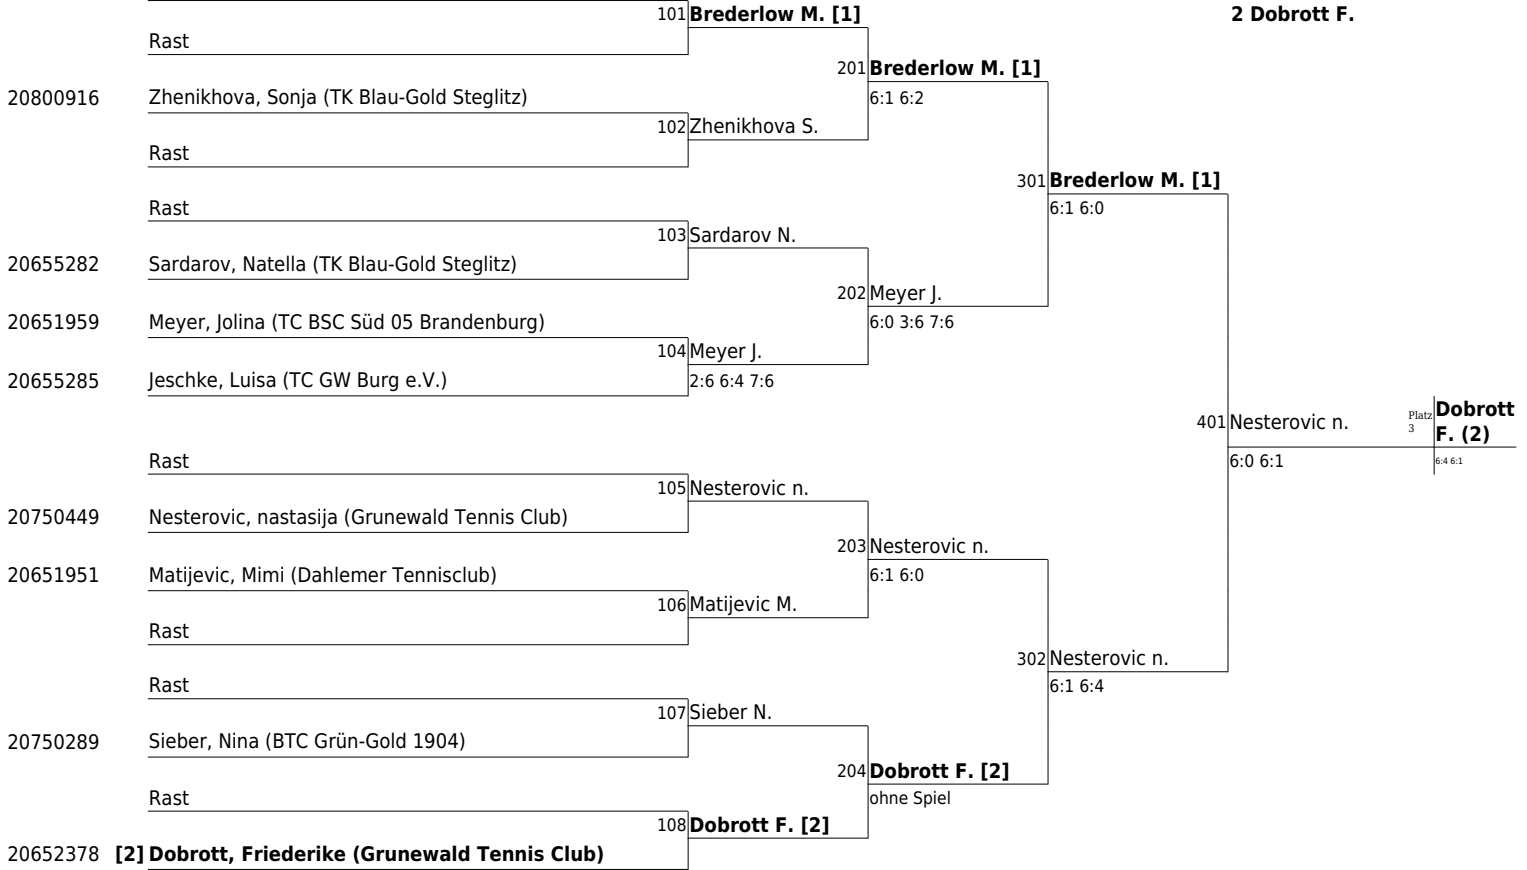 101 Brederlow M. [1]
2 Dobrott F.
Rast
201 Brederlow M. [1]
6:1 6:2
20800916 Zhenikhova, Sonja (TK Blau-Gold Steglitz)
102 Zhenikhova S.
Rast
301 Brederlow M. [1]
6:1 6:0
Rast
103 Sardarov N.
20655282 Sardarov, Natella (TK Blau-Gold Steglitz)
202 Meyer J.
6:0 3:6 7:6
20651959 Meyer, Jolina (TC BSC Süd 05 Brandenburg)
104 Meyer J.
2:6 6:4 7:6
20655285 Jeschke, Luisa (TC GW Burg e.V.)
401 Nesterovic n.
6:0 6:1
Platz
3
Dobrott
F. (2)
6:4 6:1
Rast
105 Nesterovic n.
20750449 Nesterovic, nastasija (Grunewald Tennis Club)
203 Nesterovic n.
6:1 6:0
20651951 Matijevic, Mimi (Dahlemer Tennisclub)
106 Matijevic M.
Rast
302 Nesterovic n.
6:1 6:4
Rast
107 Sieber N.
20750289 Sieber, Nina (BTC Grün-Gold 1904)
204 Dobrott F. [2]
ohne Spiel
Rast
108 Dobrott F. [2]
20652378 [2] Dobrott, Friederike (Grunewald Tennis Club)